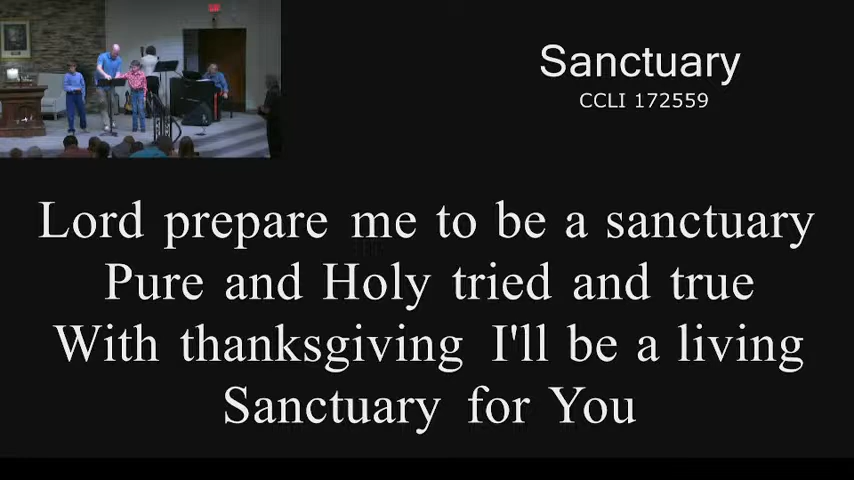 Sanctuary
CCLI 172559
Lord prepare me to be a sanctuary
Pure and Holy tried and true
With thanksgiving I'll be a living
Sanctuary for You